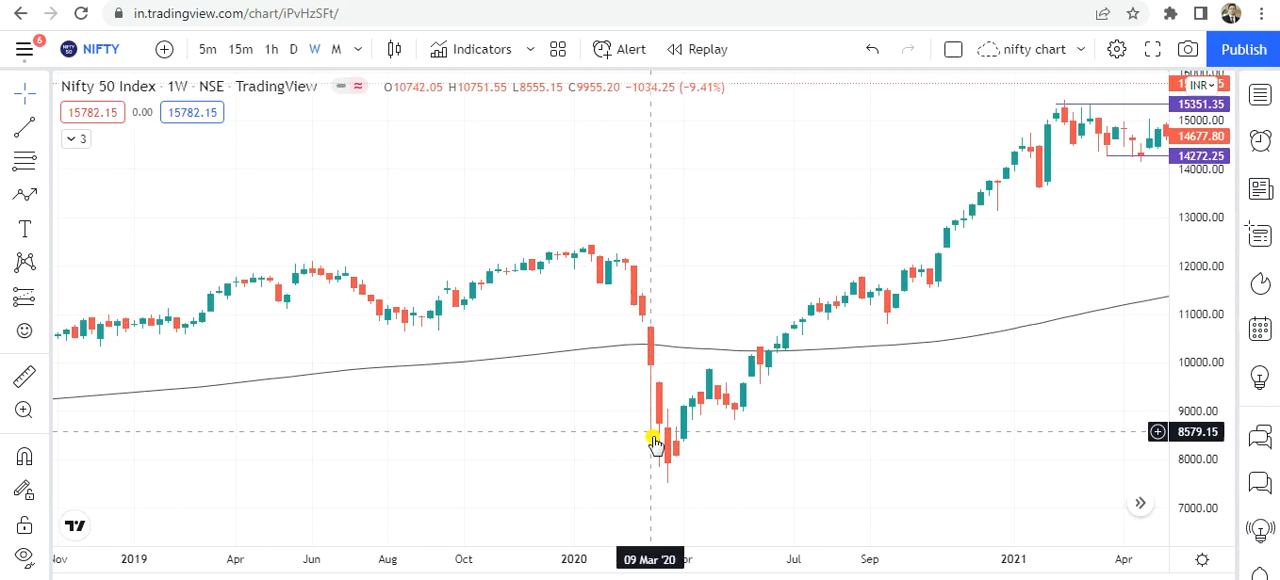 in.tradingview.com/chart/iPvHzSFt/
6 NIFTY 50 NIFTY 5m 15m 1h D W M Indicators Alert Replay nifty chart Publish
Nifty 50 Index · 1W · NSE · TradingView O10742.05 H10751.55 L8555.15 C9955.20 −1034.25 (−9.41%)
15782.15 0.00 15782.15
3
INR
15351.35
15000.00
14677.80
14272.25
14000.00
13000.00
12000.00
11000.00
10000.00
9000.00
8579.15
8000.00
7000.00
2019 Apr Jun Aug Oct 2020 09 Mar '20 Jul Sep 2021 Apr